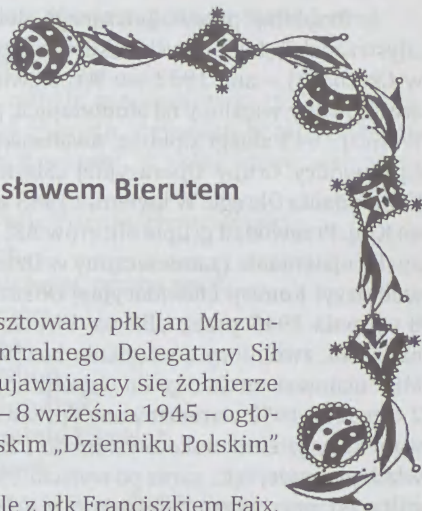 sławem Bierutem
sztowany płk Jan Mazur-
ntralnego Delegatury Sił
ujawniający się żołnierze
– 8 września 1945 – ogło-
skim „Dzienniku Polskim”
le z płk Franciszkiem Faix